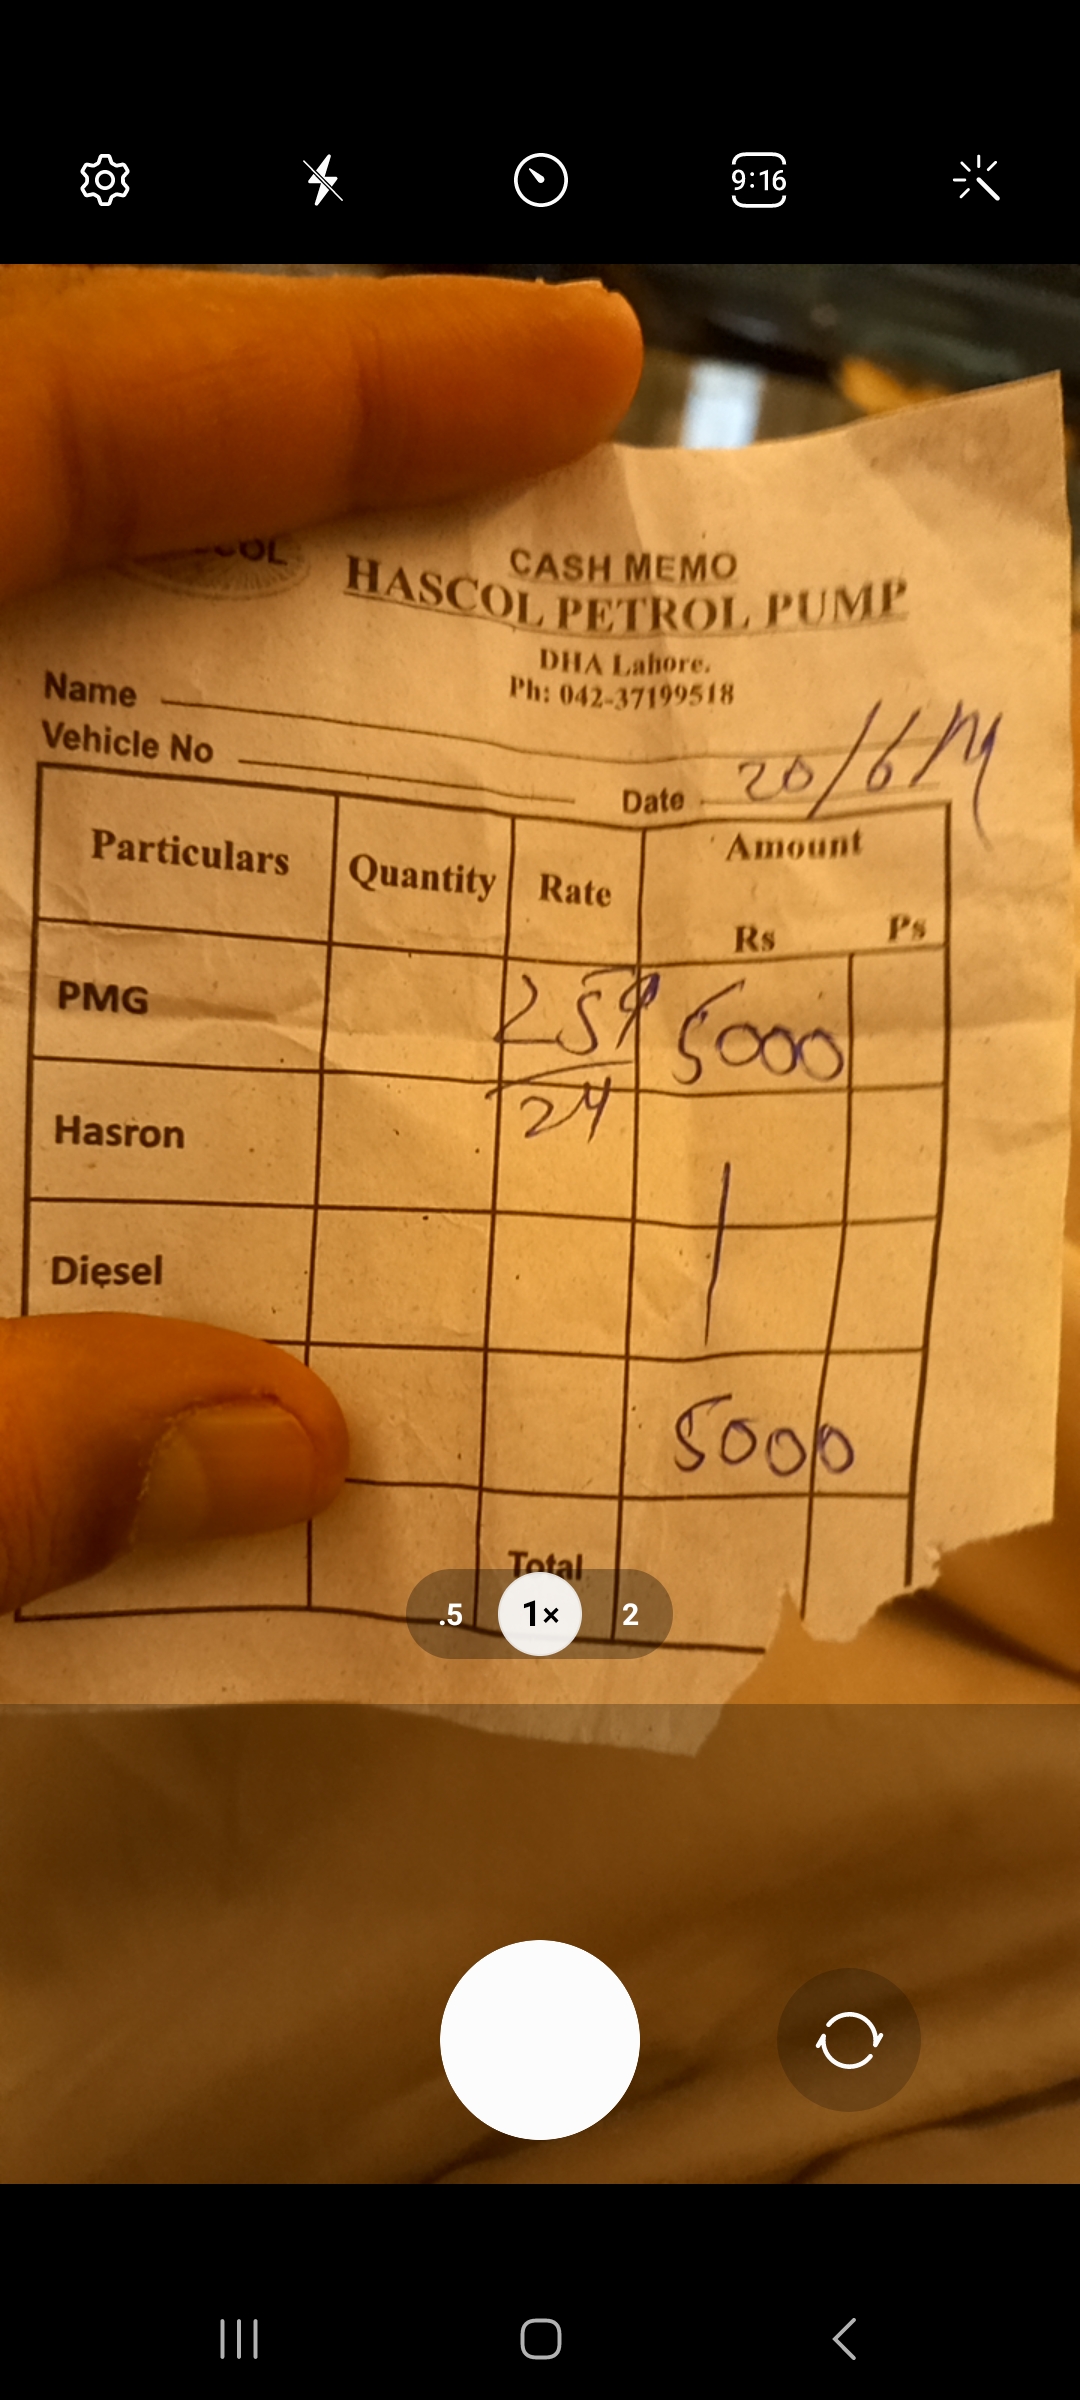 9:16
COL
CASH MEMO
HASCOL PETROL PUMP
DHA Lahore.
Ph: 042-37199518
Name
Vehicle No
Date 20/6/
Particulars Quantity Rate Amount
Rs Ps
PMG 259 5000
24
Hasron
Diesel
5000
Total
.5 1× 2